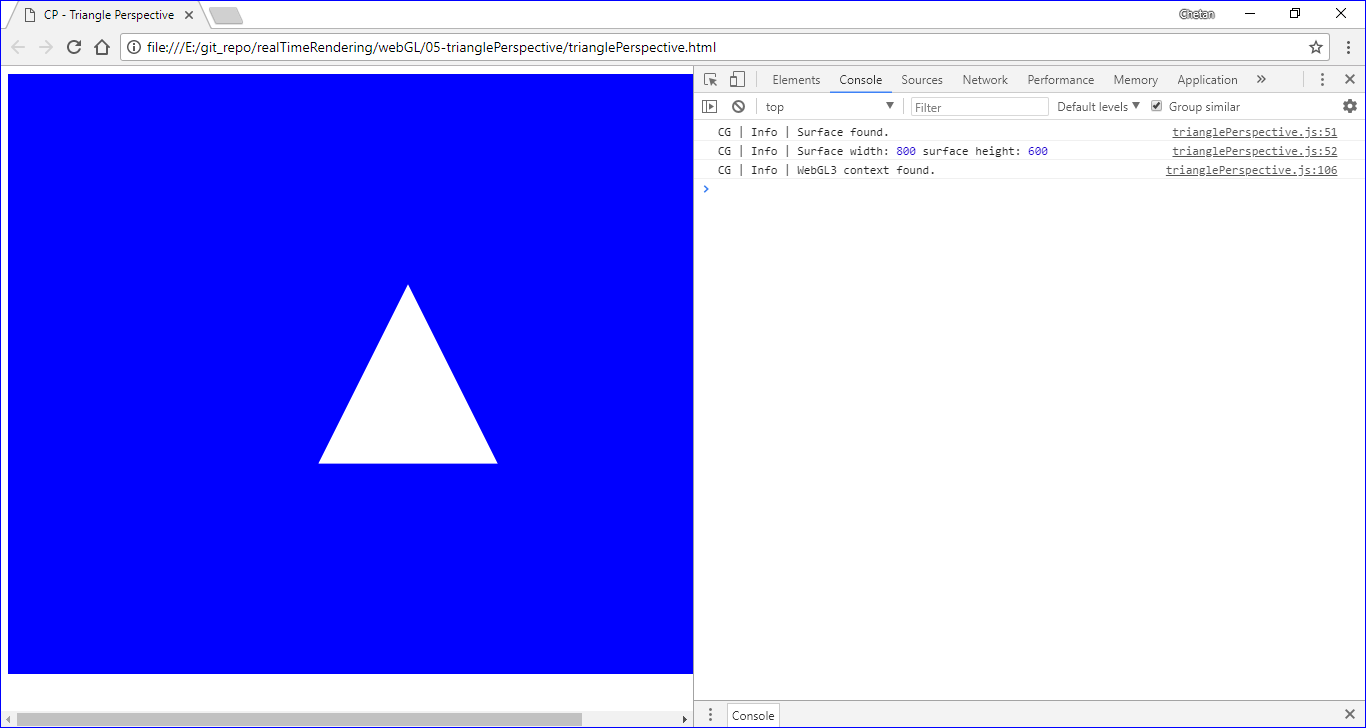 CP - Triangle Perspective
Chetan
file:///E:/git_repo/realTimeRendering/webGL/05-trianglePerspective/trianglePerspective.html
Elements Console Sources Network Performance Memory Application »
top Filter Default levels Group similar
CG | Info | Surface found. trianglePerspective.js:51
CG | Info | Surface width: 800 surface height: 600 trianglePerspective.js:52
CG | Info | WebGL3 context found. trianglePerspective.js:106
Console